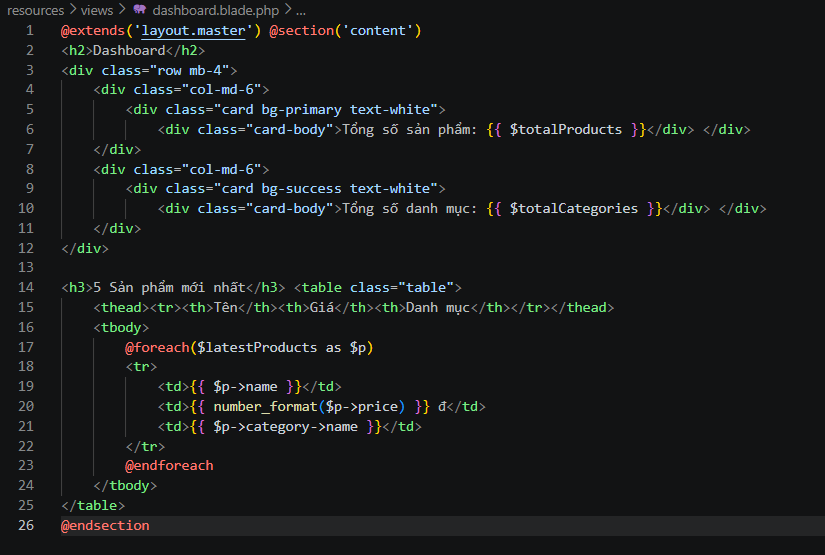 resources > views > dashboard.blade.php > ...
1 @extends('layout.master') @section('content')
2 <h2>Dashboard</h2>
3 <div class="row mb-4">
4     <div class="col-md-6">
5         <div class="card bg-primary text-white">
6             <div class="card-body">Tổng số sản phẩm: {{ $totalProducts }}</div> </div>
7     </div>
8     <div class="col-md-6">
9         <div class="card bg-success text-white">
10             <div class="card-body">Tổng số danh mục: {{ $totalCategories }}</div> </div>
11     </div>
12 </div>
13
14 <h3>5 Sản phẩm mới nhất</h3> <table class="table">
15     <thead><tr><th>Tên</th><th>Giá</th><th>Danh mục</th></tr></thead>
16     <tbody>
17         @foreach($latestProducts as $p)
18         <tr>
19             <td>{{ $p->name }}</td>
20             <td>{{ number_format($p->price) }} đ</td>
21             <td>{{ $p->category->name }}</td>
22         </tr>
23         @endforeach
24     </tbody>
25 </table>
26 @endsection